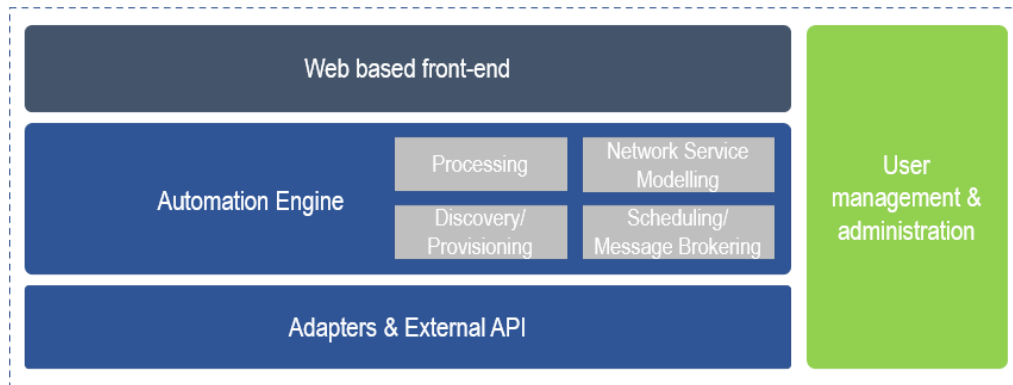 Web based front-end
Automation Engine
Processing
Network Service
Modelling
Discovery/
Provisioning
Scheduling/
Message Brokering
Adapters & External API
User
management &
administration